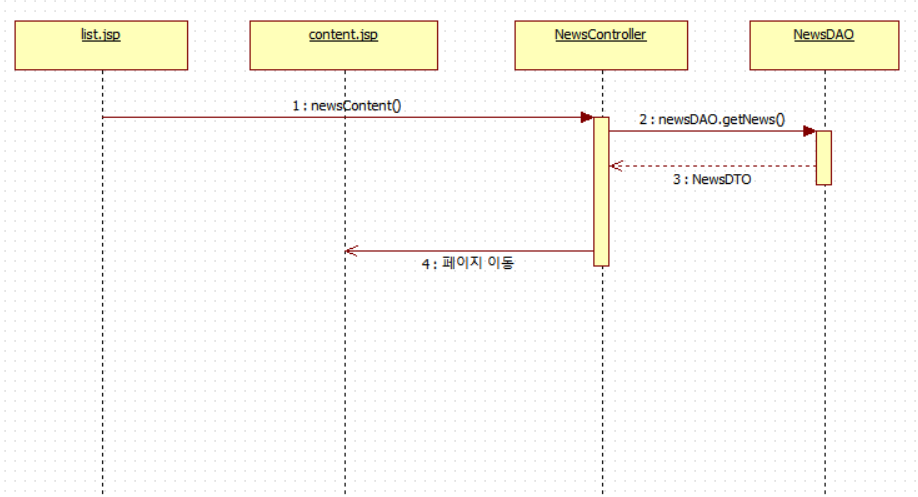 list.jsp
content.jsp
NewsController
NewsDAO
1 : newsContent()
2 : newsDAO.getNews()
3 : NewsDTO
4 : 페이지 이동